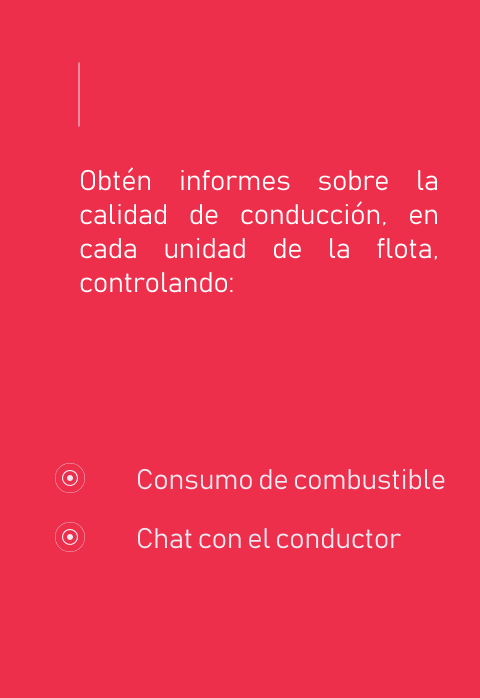 Obtén informes sobre la
calidad de conducción, en
cada unidad de la flota,
controlando:
Consumo de combustible
Chat con el conductor